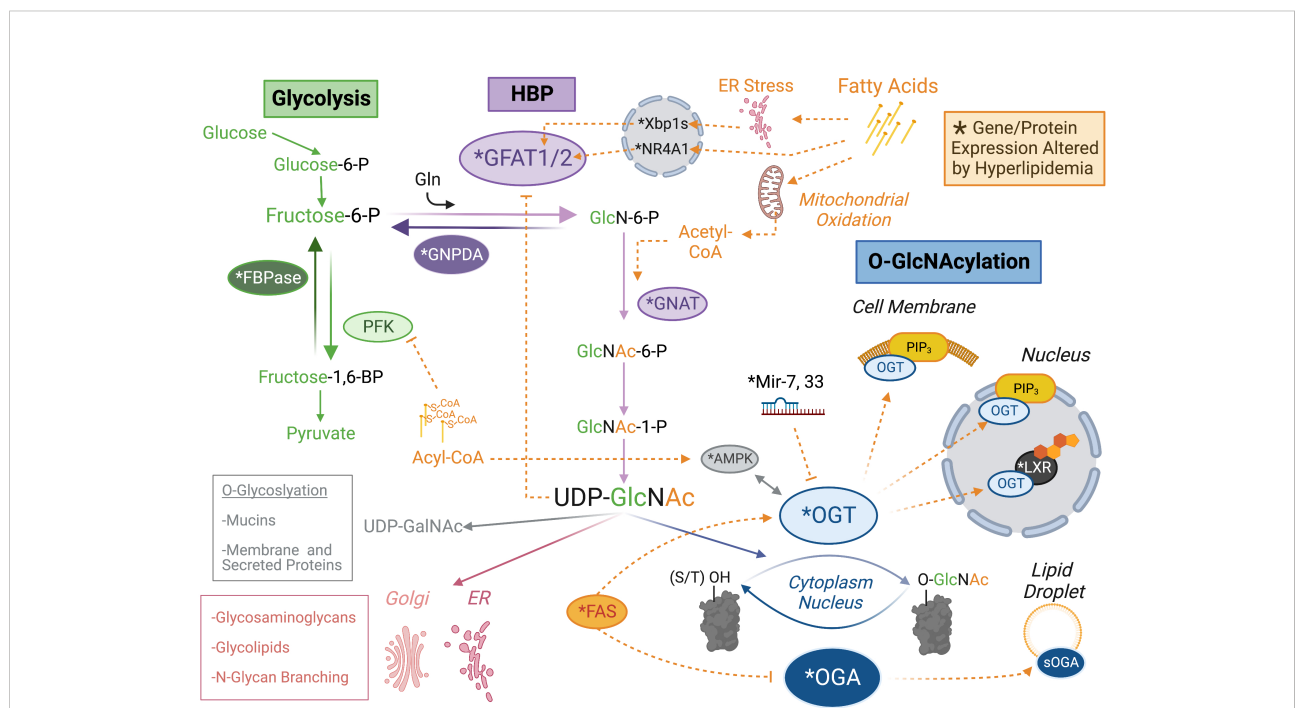 Glycolysis
Glucose
Glucose-6-P
Fructose-6-P
*FBPase
PFK
Fructose-1,6-BP
Pyruvate
S-CoA
S-CoA
S-CoA
Acyl-CoA
HBP
*GFAT1/2
Gln
*GNPDA
GlcN-6-P
*GNAT
GlcNAc-6-P
GlcNAc-1-P
UDP-GlcNAc
*Xbp1s
*NR4A1
ER Stress
Fatty Acids
Mitochondrial
Oxidation
Acetyl-
CoA
* Gene/Protein
Expression Altered
by Hyperlipidemia
O-GlcNAcylation
Cell Membrane
PIP3
OGT
Nucleus
PIP3
OGT
*LXR
OGT
*Mir-7, 33
*AMPK
*OGT
O-Glycoslyation
-Mucins
-Membrane and
Secreted Proteins
UDP-GalNAc
-Glycosaminoglycans
-Glycolipids
-N-Glycan Branching
Golgi
ER
*FAS
(S/T) OH
Cytoplasm
Nucleus
O-GlcNAc
*OGA
Lipid
Droplet
sOGA